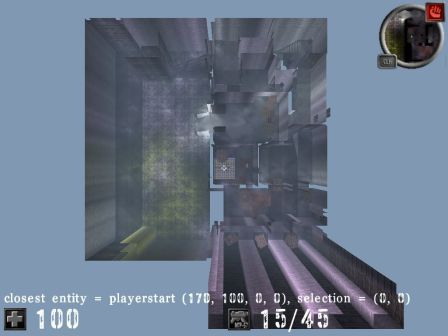 closest entity = playerstart (170, 100, 0, 0), selection = (0, 0)
100 15/45